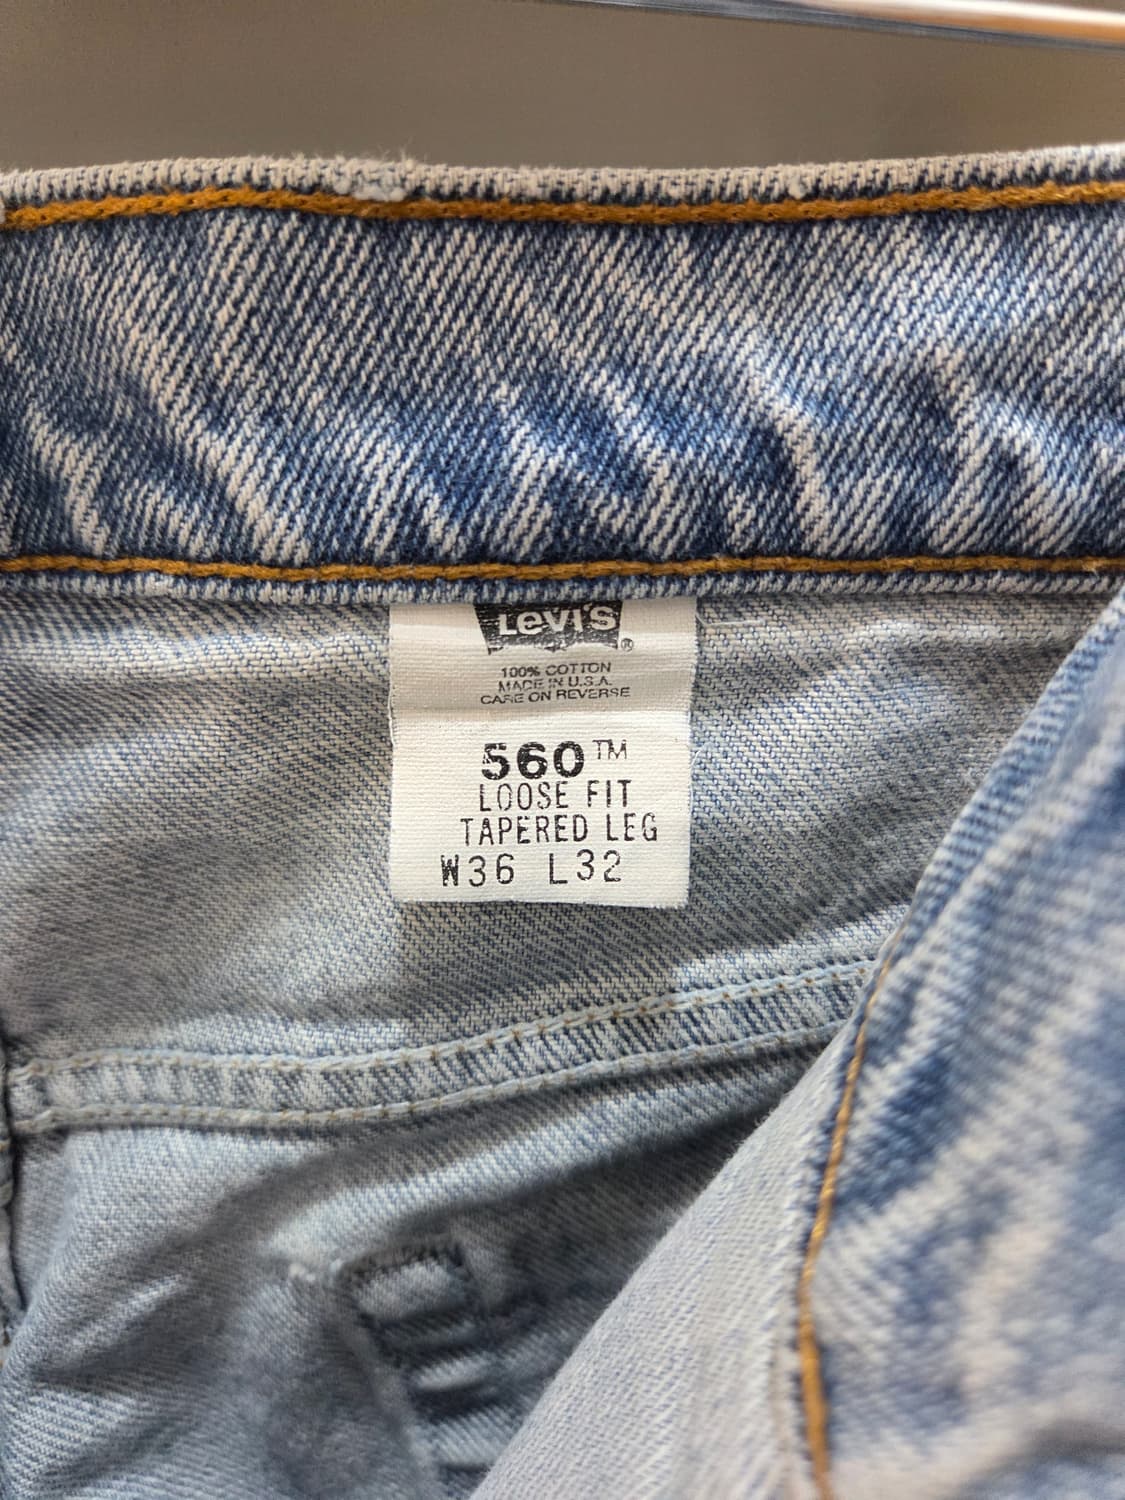 Levi's®
100% COTTON
MADE IN U.S.A.
CARE ON REVERSE
560™
LOOSE FIT
TAPERED LEG
W36 L32